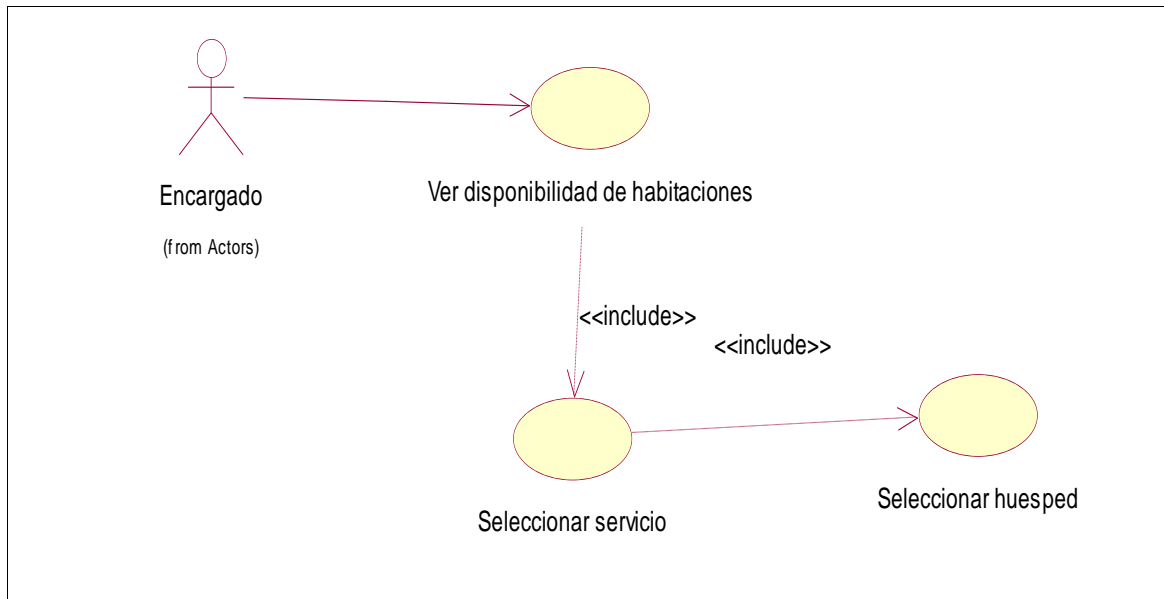 Encargado
(from Actors)
Ver disponibilidad de habitaciones
<<include>>
<<include>>
Seleccionar servicio
Seleccionar huesped